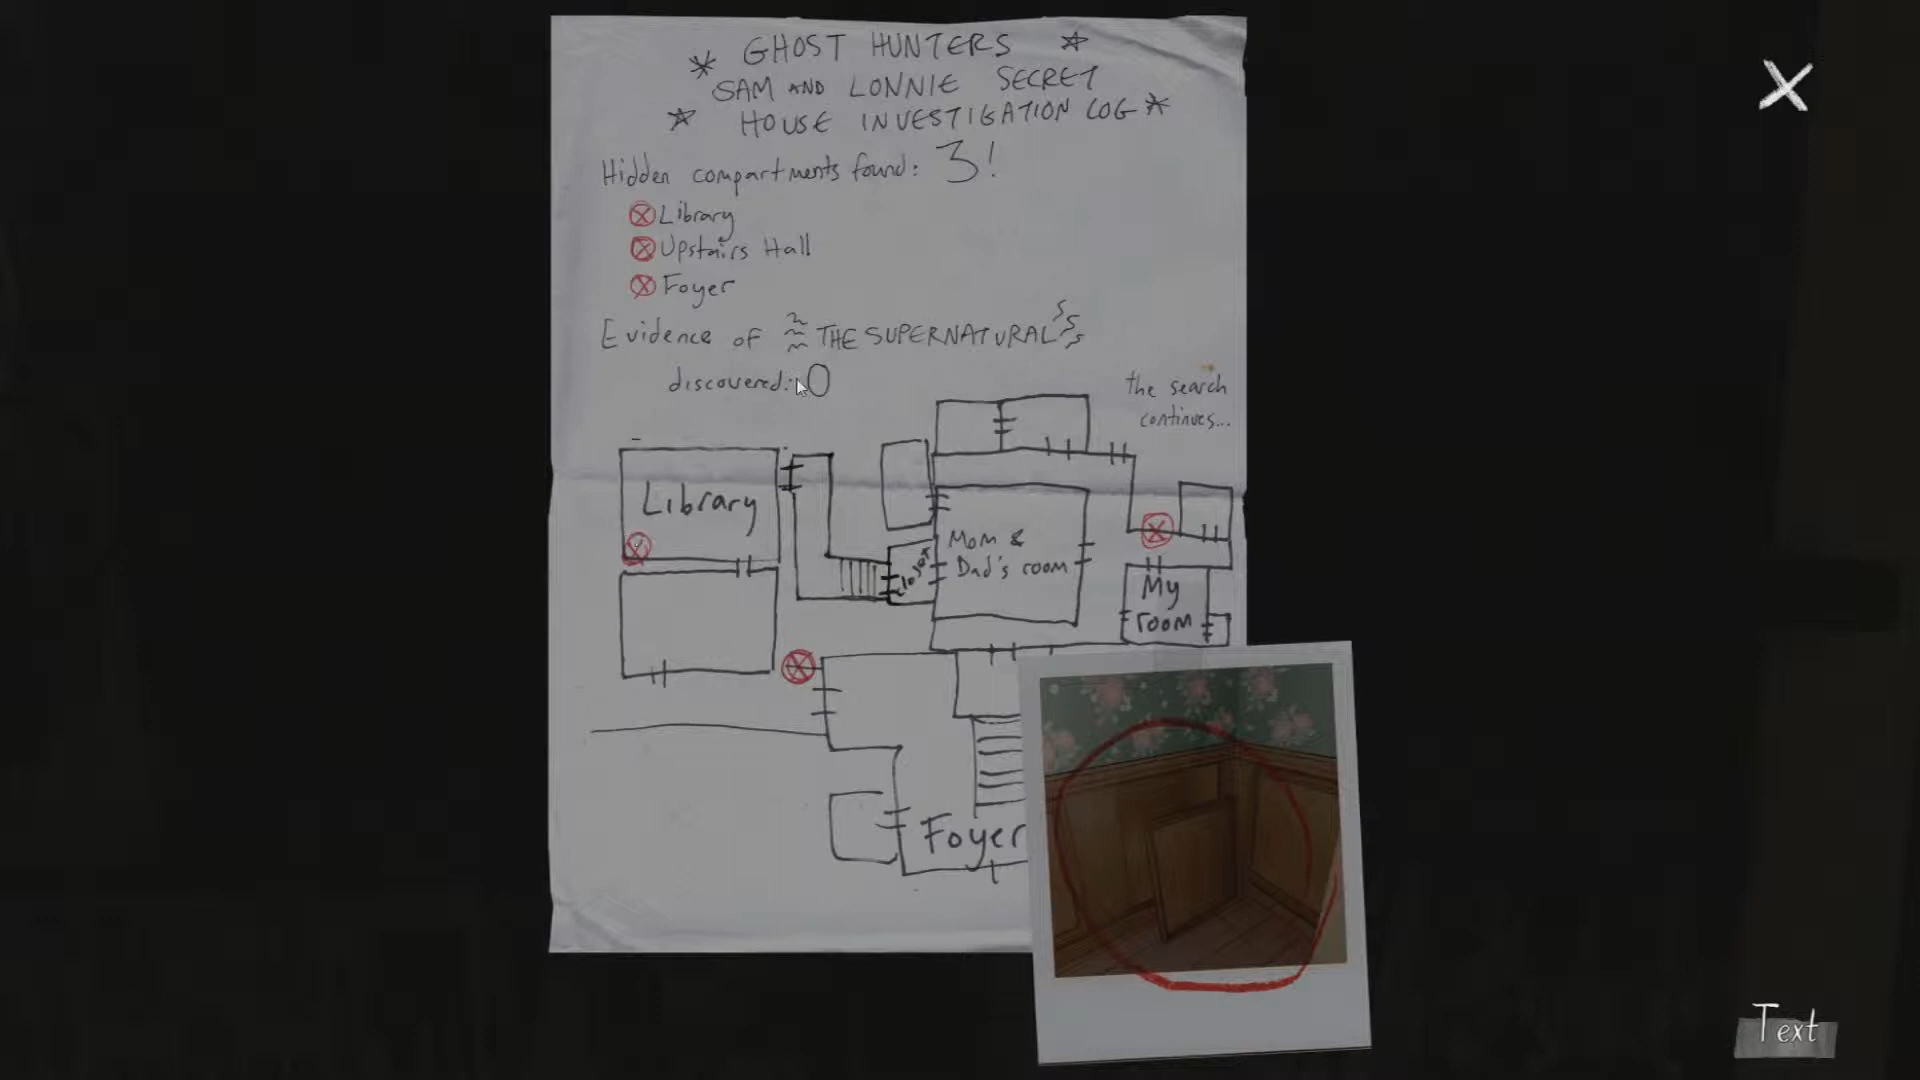 GHOST HUNTERS
SAM AND LONNIE SECRET
HOUSE INVESTIGATION LOG
Hidden compartments found: 3!
Library
Upstairs Hall
Foyer
Evidence of THE SUPERNATURAL
discovered: 0
the search
continues...
Library
Mom &
Dad's room
closet
My
room
Foyer
Text